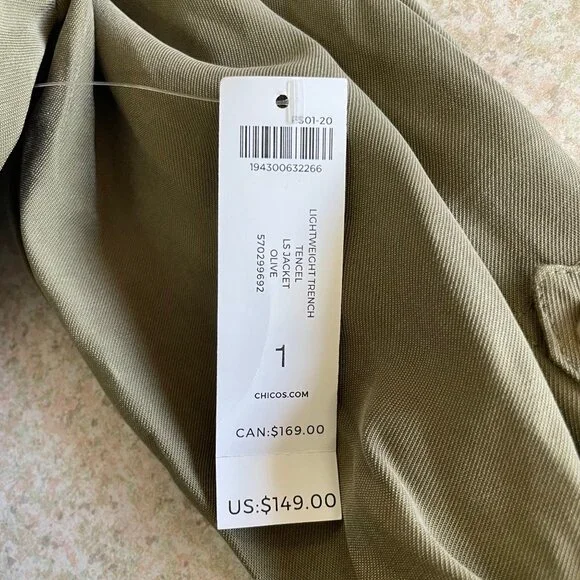 FS01-20
194300632266
LIGHTWEIGHT TRENCH
TENCEL
LS JACKET
OLIVE
570299692
1
CHICOS.COM
CAN:$169.00
US:$149.00